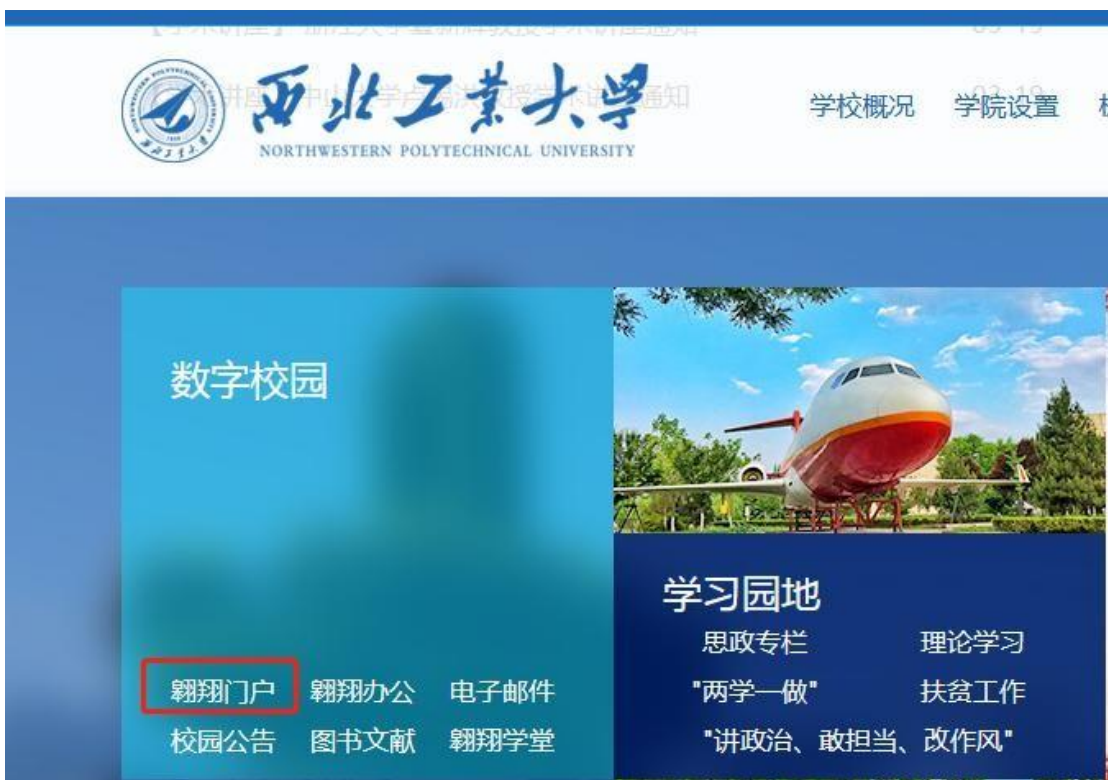 西北工业大学
NORTHWESTERN POLYTECHNICAL UNIVERSITY
学校概况 学院设置
数字校园
翱翔门户 翱翔办公 电子邮件
校园公告 图书文献 翱翔学堂
学习园地
思政专栏 理论学习
"两学一做" 扶贫工作
"讲政治、敢担当、改作风"